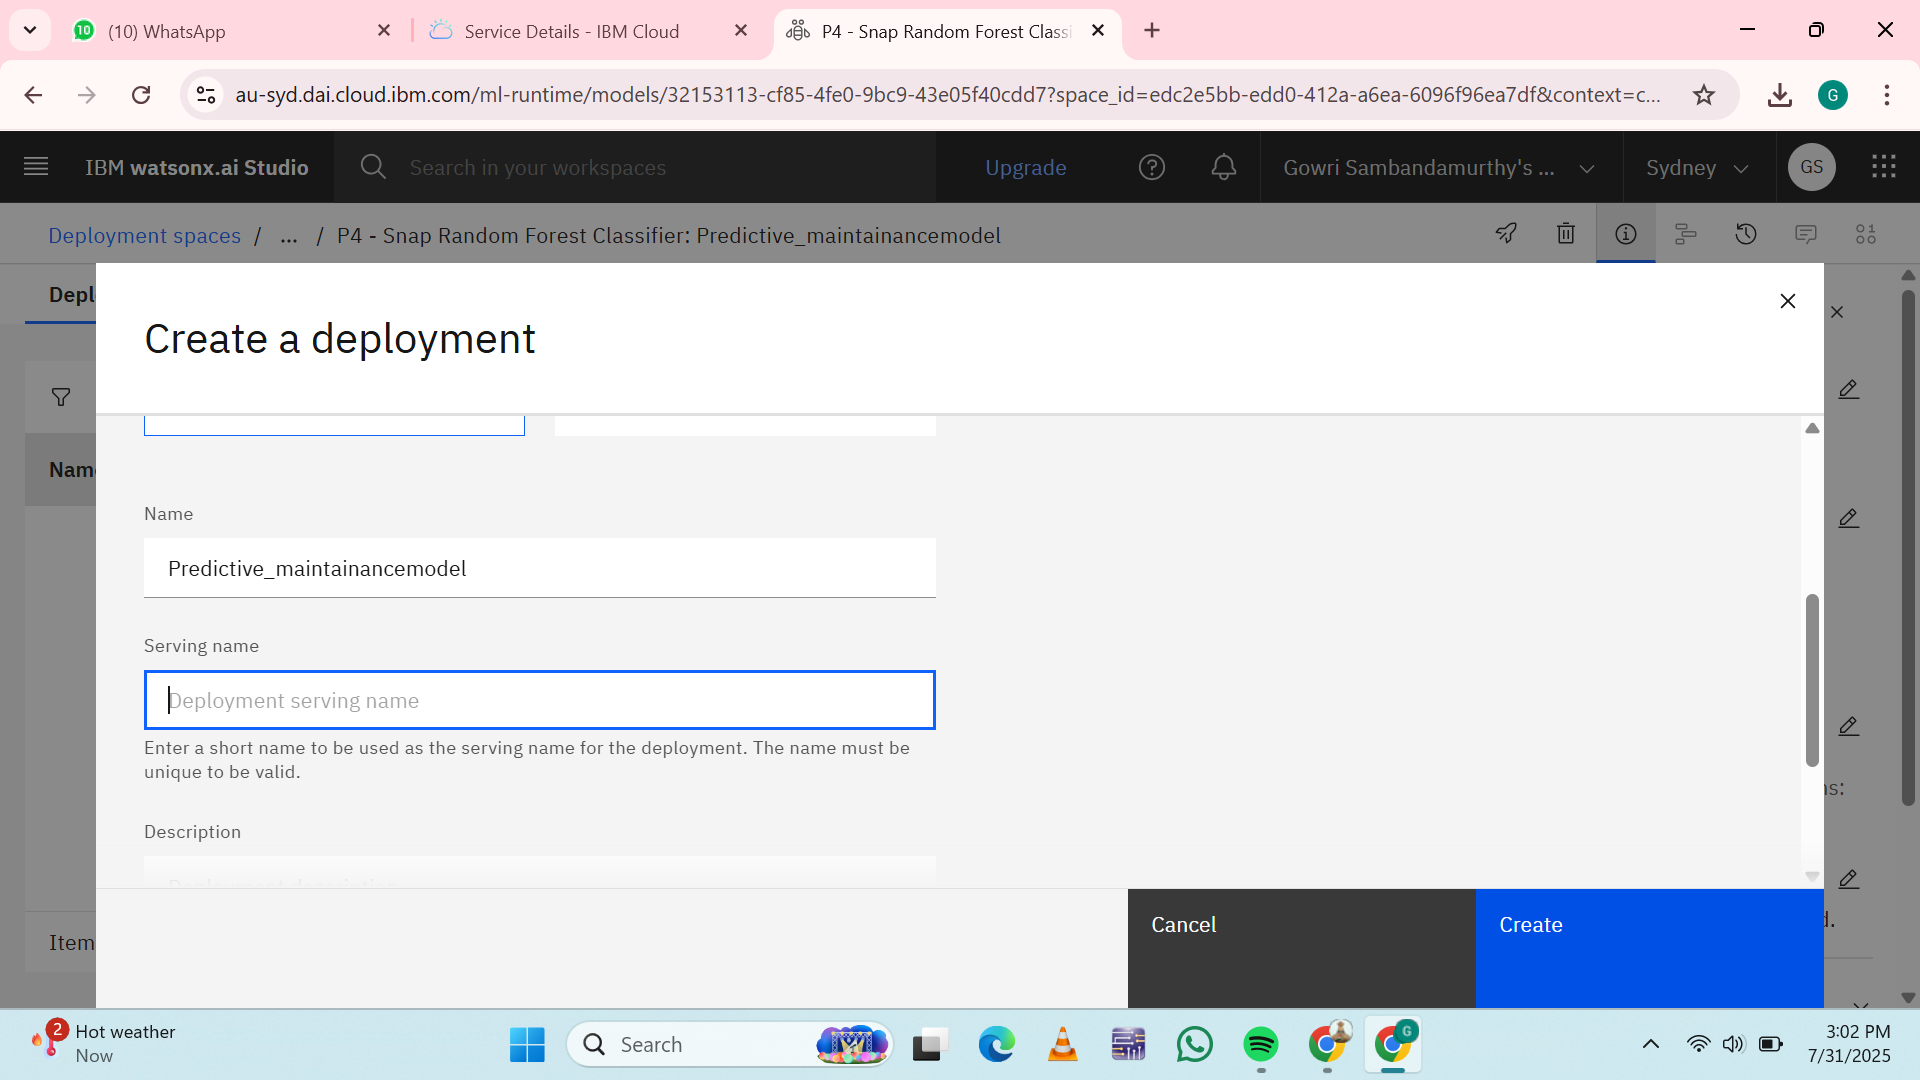 10 (10) WhatsApp
Service Details - IBM Cloud
P4 - Snap Random Forest Classi
au-syd.dai.cloud.ibm.com/ml-runtime/models/32153113-cf85-4fe0-9bc9-43e05f40cdd7?space_id=edc2e5bb-edd0-412a-a6ea-6096f96ea7df&context=c...
G
IBM watsonx.ai Studio
Search in your workspaces
Upgrade
Gowri Sambandamurthy's ...
Sydney
GS
Deployment spaces / ... / P4 - Snap Random Forest Classifier: Predictive_maintainancemodel
Depl
Create a deployment
Name
Name
Predictive_maintainancemodel
Serving name
Deployment serving name
Enter a short name to be used as the serving name for the deployment. The name must be
unique to be valid.
ns:
Description
Deployment description
d.
Item
Cancel
Create
2
Hot weather
Now
Search
G
3:02 PM
7/31/2025